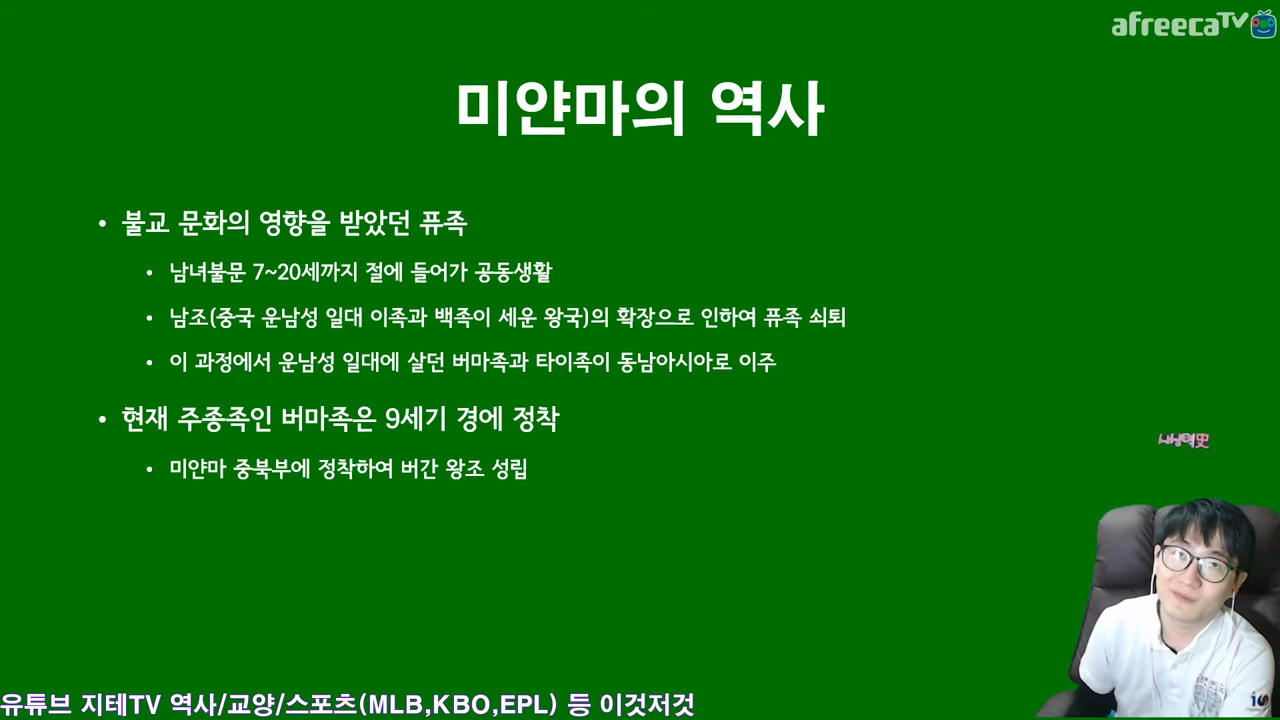 afreecaTV
미얀마의 역사
• 불교 문화의 영향을 받았던 퓨족
• 남녀불문 7~20세까지 절에 들어가 공동생활
• 남조(중국 운남성 일대 이족과 백족이 세운 왕국)의 확장으로 인하여 퓨족 쇠퇴
• 이 과정에서 운남성 일대에 살던 버마족과 타이족이 동남아시아로 이주
• 현재 주종족인 버마족은 9세기 경에 정착
• 미얀마 중북부에 정착하여 버간 왕조 성립
유튜브 지테TV 역사/교양/스포츠(MLB,KBO,EPL) 등 이것저것